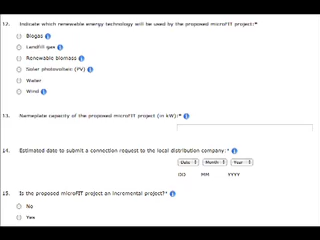 12. Indicate which renewable energy technology will be used by the proposed microFIT project:*
Biogas
Landfill gas
Renewable biomass
Solar photovoltaic (PV)
Water
Wind
13. Nameplate capacity of the proposed microFIT project (in kW):*
14. Estimated date to submit a connection request to the local distribution company:*
Date Month Year
DD MM YYYY
15. Is the proposed microFIT project an incremental project?*
No
Yes